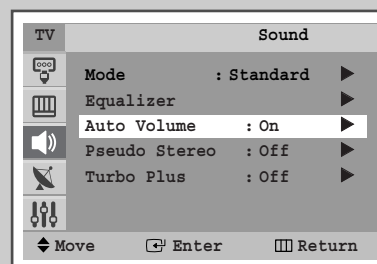 TV Sound
Mode : Standard
Equalizer
Auto Volume : On
Pseudo Stereo : Off
Turbo Plus : Off
Move Enter Return